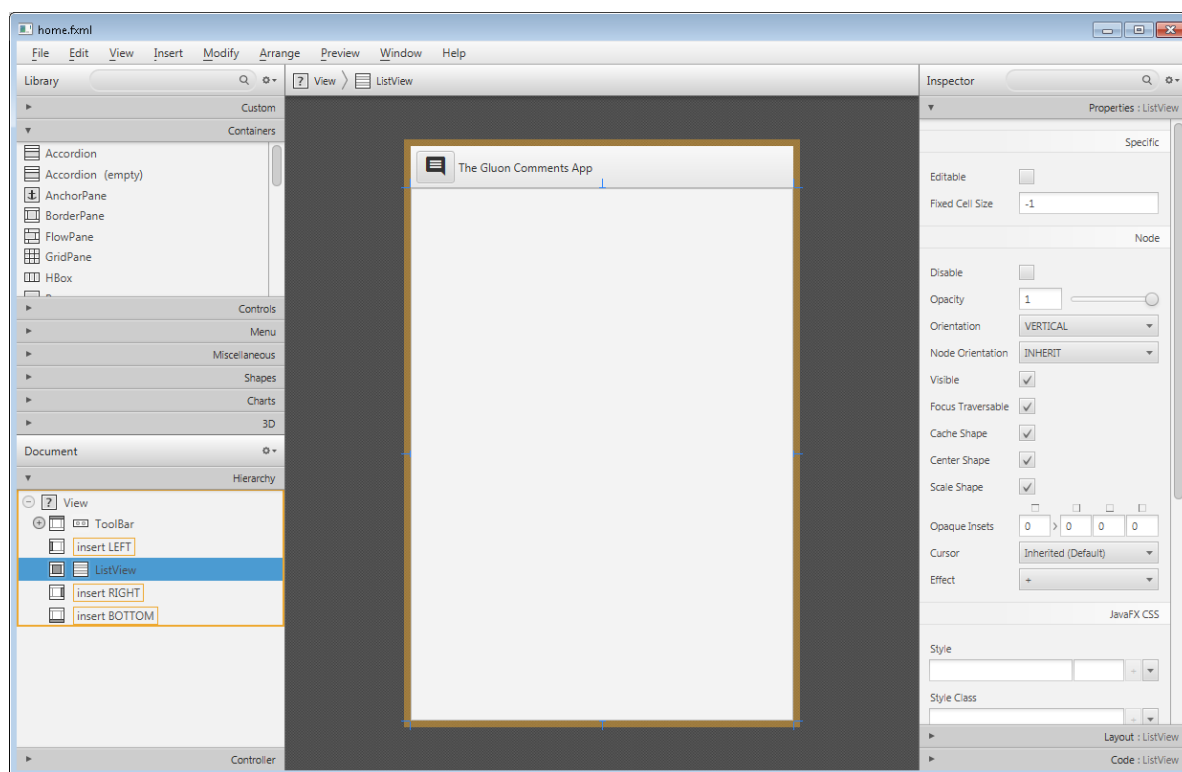 home.fxml
File Edit View Insert Modify Arrange Preview Window Help
Library
? View ListView
Inspector
Custom
Containers
Accordion
Accordion (empty)
AnchorPane
BorderPane
FlowPane
GridPane
HBox
Controls
Menu
Miscellaneous
Shapes
Charts
3D
Document
Hierarchy
? View
ToolBar
insert LEFT
ListView
insert RIGHT
insert BOTTOM
Controller
The Gluon Comments App
Properties : ListView
Specific
Editable
Fixed Cell Size -1
Node
Disable
Opacity 1
Orientation VERTICAL
Node Orientation INHERIT
Visible
Focus Traversable
Cache Shape
Center Shape
Scale Shape
Opaque Insets 0 > 0 0 0
Cursor Inherited (Default)
Effect +
JavaFX CSS
Style
Style Class
Layout : ListView
Code : ListView